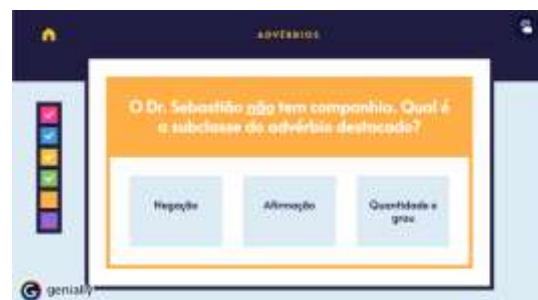 ADVÉRBIOS
O Dr. Sebastião não tem companhia. Qual é
a subclasse do advérbio destacado?
Negação
Afirmação
Quantidade e
grau
genially